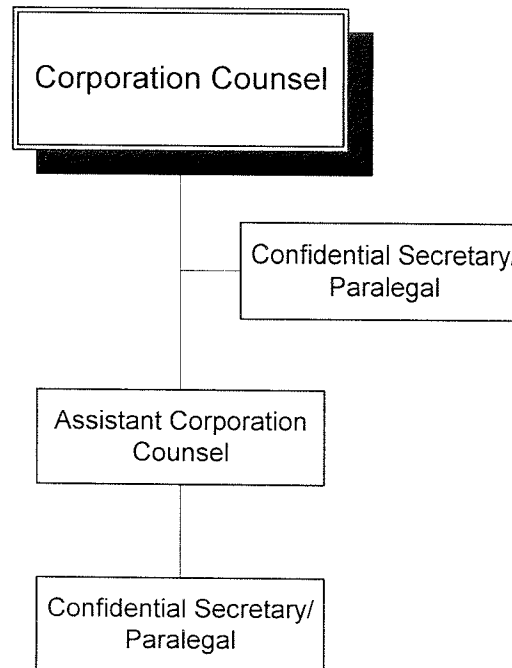 Corporation Counsel
Confidential Secretary/
Paralegal
Assistant Corporation
Counsel
Confidential Secretary/
Paralegal